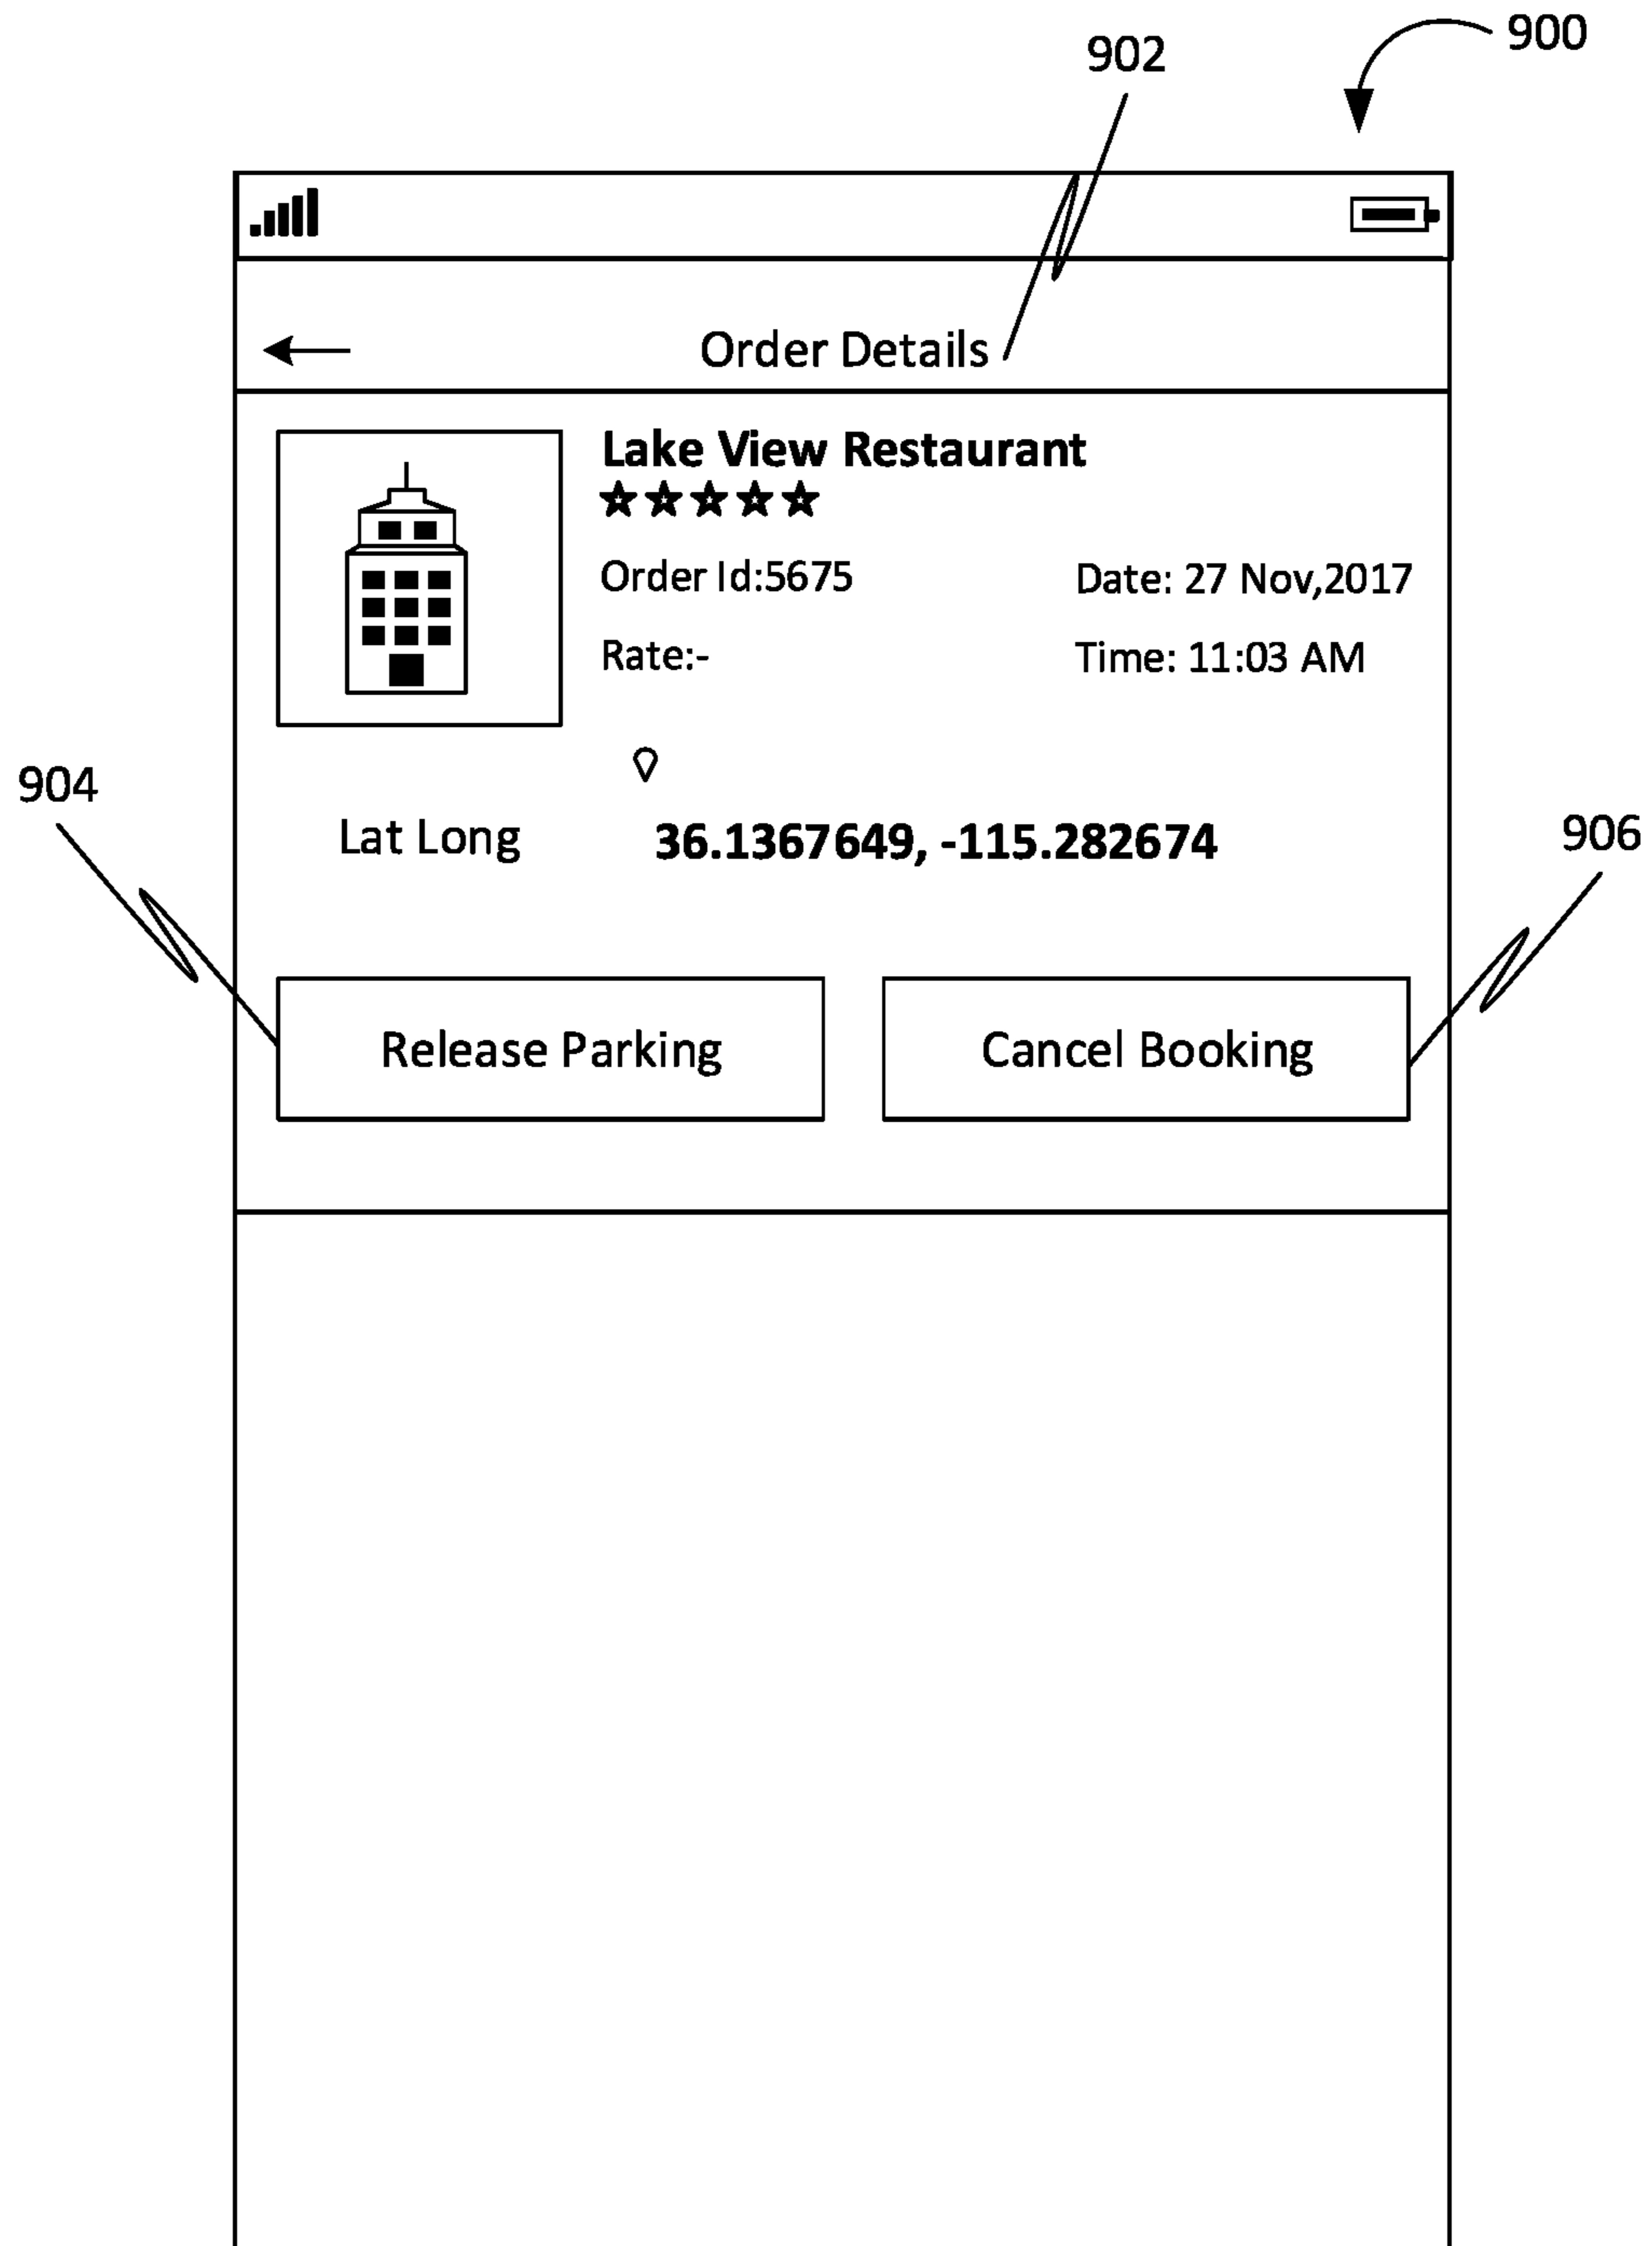 900
902
Order Details
Lake View Restaurant
Order Id:5675
Date: 27 Nov,2017
Rate:-
Time: 11:03 AM
904
Lat Long
36.1367649, -115.282674
906
Release Parking
Cancel Booking